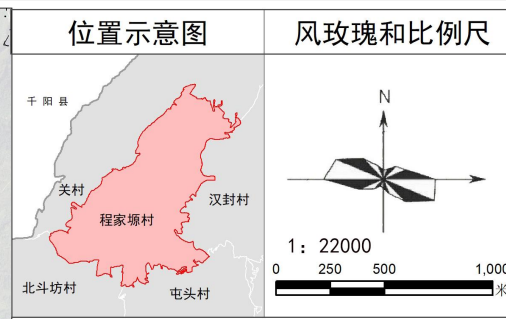 位置示意图
风玫瑰和比例尺
千阳县
N
关村
汉封村
程家塬村
1: 22000
0 250 500 1,000
米
北斗坊村
屯头村